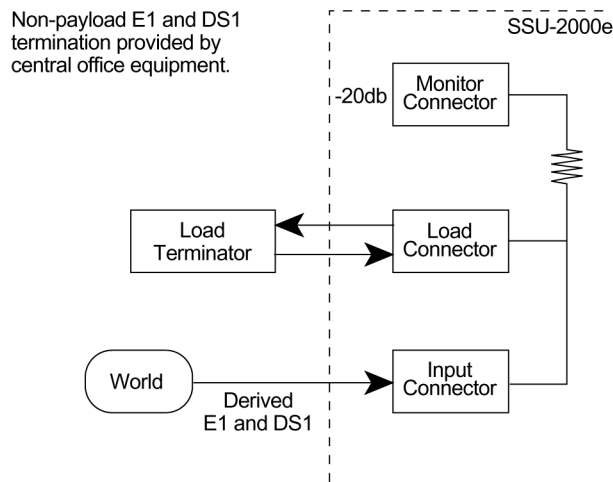 Non-payload E1 and DS1
termination provided by
central office equipment.
SSU-2000e
-20db
Monitor
Connector
Load
Terminator
Load
Connector
World
Derived
E1 and DS1
Input
Connector